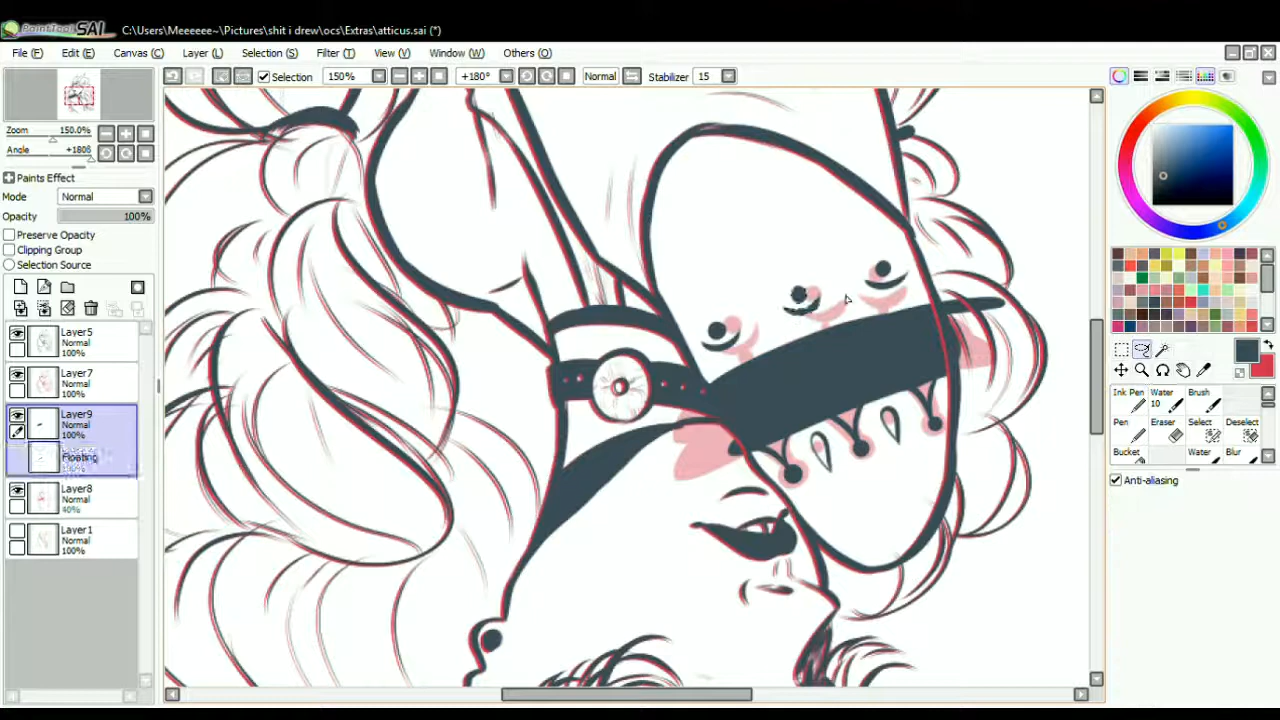 PaintTool SAI C:\Users\Meeeeee~\Pictures\shit i drew\ocs\Extras\atticus.sai (*)
File (F) Edit (E) Canvas (C) Layer (L) Selection (S) Filter (T) View (V) Window (W) Others (O)
Selection 150% +180° Normal Stabilizer 15
Zoom 150.0%
Angle +180ß
Paints Effect
Mode Normal
Opacity 100%
Preserve Opacity
Clipping Group
Selection Source
Layer5
Normal
100%
Layer7
Normal
100%
Layer9
Normal
100%
Floating
Layer8
Normal
40%
Layer1
Normal
100%
Ink Pen Water Brush
10
Pen Eraser Select Deselect
Bucket Water Blur
Anti-aliasing